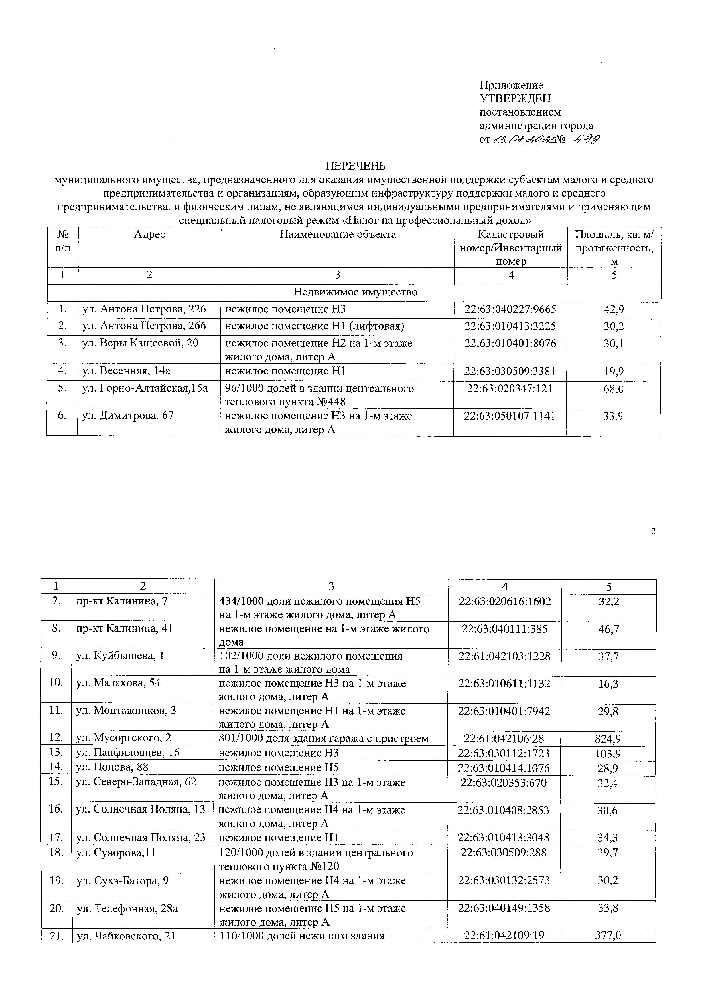 Приложение
УТВЕРЖДЕН
постановлением
администрации города
от 13.04.2023 № 499
ПЕРЕЧЕНЬ
муниципального имущества, предназначенного для оказания имущественной поддержки субъектам малого и среднего
предпринимательства и организациям, образующим инфраструктуру поддержки малого и среднего
предпринимательства, и физическим лицам, не являющимся индивидуальными предпринимателями и применяющим
специальный налоговый режим «Налог на профессиональный доход»
№ Адрес Наименование объекта Кадастровый Площадь, кв. м/
п/п номер/Инвентарный протяженность,
номер м
1 2 3 4 5
Недвижимое имущество
1. ул. Антона Петрова, 226 нежилое помещение Н3 22:63:040227:9665 42,9
2. ул. Антона Петрова, 266 нежилое помещение Н1 (лифтовая) 22:63:010413:3225 30,2
3. ул. Веры Кащеевой, 20 нежилое помещение Н2 на 1-м этаже 22:63:010401:8076 30,1
жилого дома, литер А
4. ул. Весенняя, 14а нежилое помещение Н1 22:63:030509:3381 19,9
5. ул. Горно-Алтайская,15а 96/1000 долей в здании центрального 22:63:020347:121 68,0
теплового пункта №448
6. ул. Димитрова, 67 нежилое помещение Н3 на 1-м этаже 22:63:050107:1141 33,9
жилого дома, литер А
2
1 2 3 4 5
7. пр-кт Калинина, 7 434/1000 доли нежилого помещения Н5 22:63:020616:1602 32,2
на 1-м этаже жилого дома, литер А
8. пр-кт Калинина, 41 нежилое помещение на 1-м этаже жилого 22:63:040111:385 46,7
дома
9. ул. Куйбышева, 1 102/1000 доли нежилого помещения 22:61:042103:1228 37,7
на 1-м этаже жилого дома
10. ул. Малахова, 54 нежилое помещение Н3 на 1-м этаже 22:63:010611:1132 16,3
жилого дома, литер А
11. ул. Монтажников, 3 нежилое помещение Н1 на 1-м этаже 22:63:010401:7942 29,8
жилого дома, литер А
12. ул. Мусоргского, 2 801/1000 доля здания гаража с пристроем 22:61:042106:28 824,9
13. ул. Панфиловцев, 16 нежилое помещение Н3 22:63:030112:1723 103,9
14. ул. Попова, 88 нежилое помещение Н5 22:63:010414:1076 28,9
15. ул. Северо-Западная, 62 нежилое помещение Н3 на 1-м этаже 22:63:020353:670 32,4
жилого дома, литер А
16. ул. Солнечная Поляна, 13 нежилое помещение Н4 на 1-м этаже 22:63:010408:2853 30,6
жилого дома, литер А
17. ул. Солнечная Поляна, 23 нежилое помещение Н1 22:63:010413:3048 34,3
18. ул. Суворова,11 120/1000 долей в здании центрального 22:63:030509:288 39,7
теплового пункта №120
19. ул. Сухэ-Батора, 9 нежилое помещение Н4 на 1-м этаже 22:63:030132:2573 30,2
жилого дома, литер А
20. ул. Телефонная, 28а нежилое помещение Н5 на 1-м этаже 22:63:040149:1358 33,8
жилого дома, литер А
21. ул. Чайковского, 21 110/1000 долей нежилого здания 22:61:042109:19 377,0